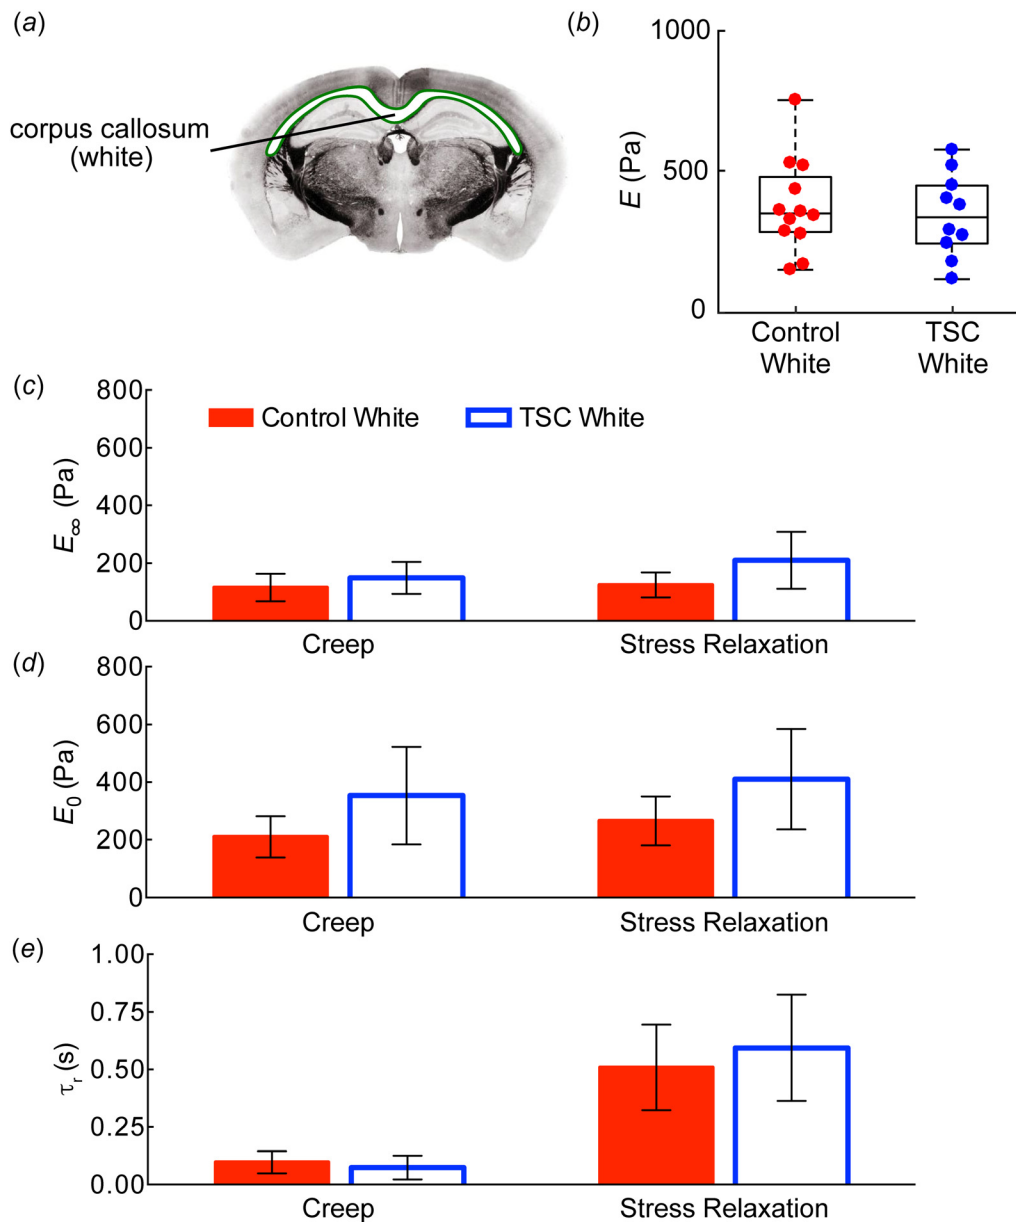 (a)
corpus callosum
(white)
(b)
1000
500
0
E (Pa)
Control
White
TSC
White
(c)
800
600
400
200
0
E∞ (Pa)
Control White
TSC White
Creep
Stress Relaxation
(d)
800
600
400
200
0
E0 (Pa)
Creep
Stress Relaxation
(e)
1.00
0.75
0.50
0.25
0.00
τr (s)
Creep
Stress Relaxation